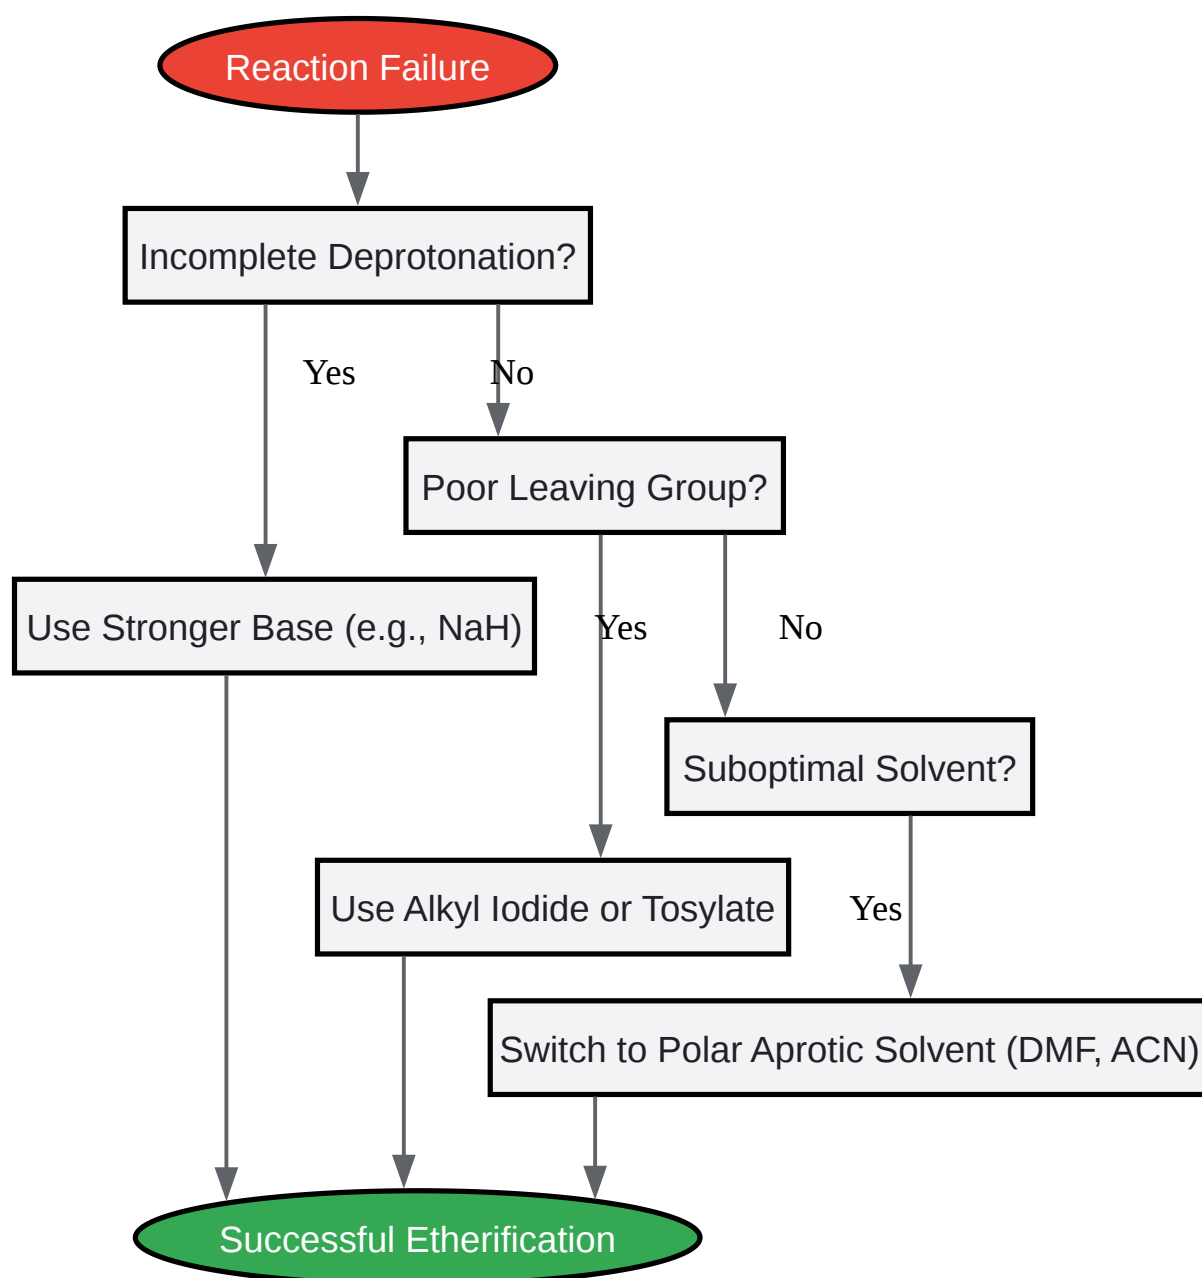 Reaction Failure
Incomplete Deprotonation?
Yes
No
Poor Leaving Group?
Use Stronger Base (e.g., NaH)
Yes
No
Suboptimal Solvent?
Use Alkyl Iodide or Tosylate
Yes
Switch to Polar Aprotic Solvent (DMF, ACN)
Successful Etherification